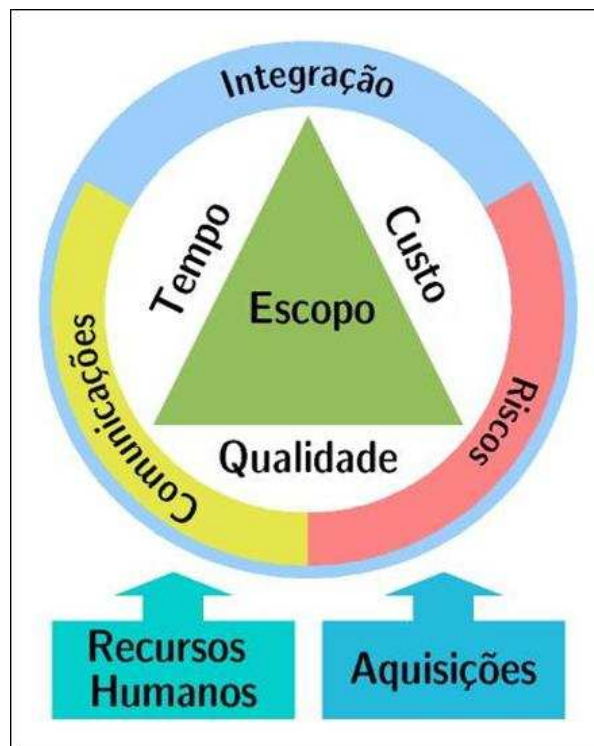 Integração
Tempo
Custo
Escopo
Comunicações
Riscos
Qualidade
Recursos
Humanos
Aquisições